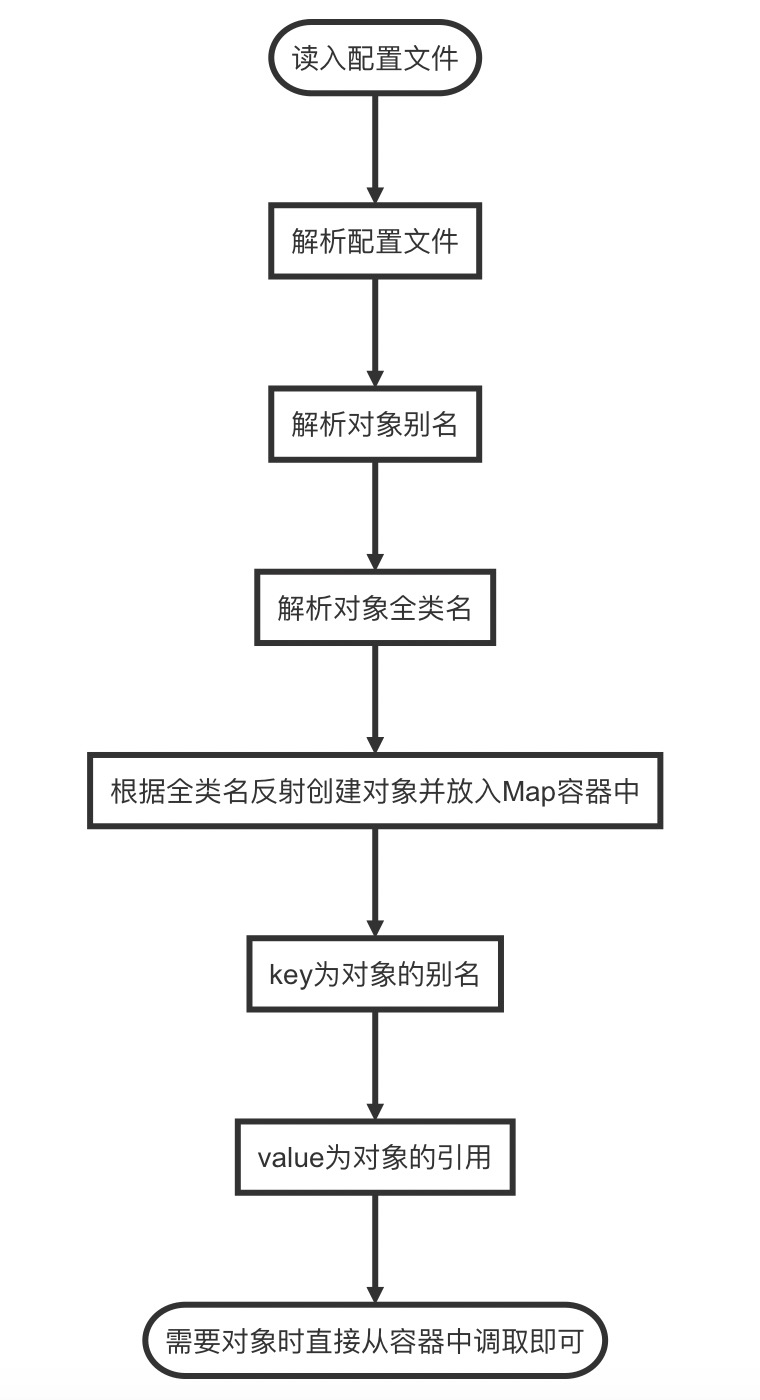 读入配置文件
解析配置文件
解析对象别名
解析对象全类名
根据全类名反射创建对象并放入Map容器中
key为对象的别名
value为对象的引用
需要对象时直接从容器中调取即可